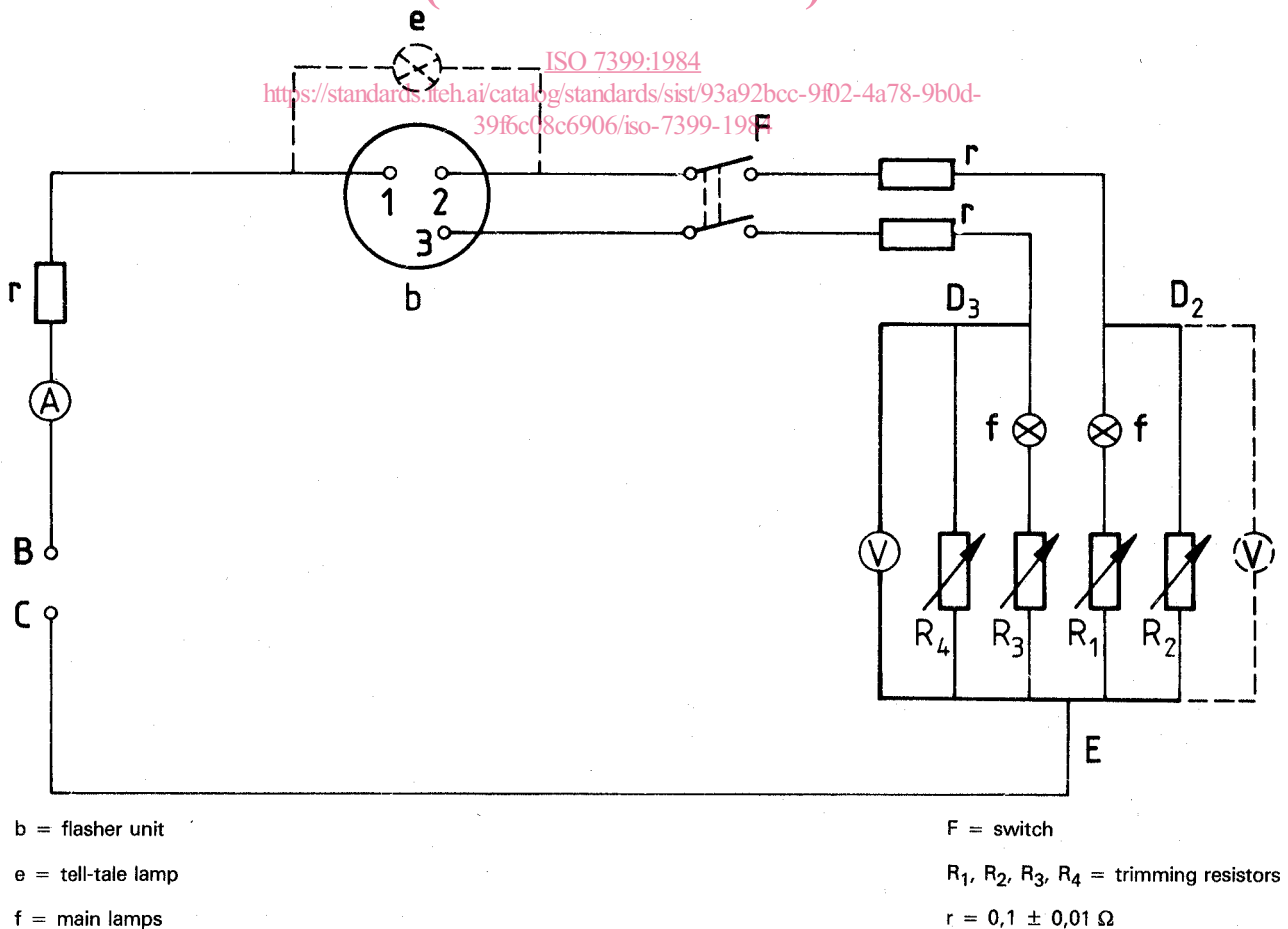 e
ISO 7399:1984
https://standards.iteh.ai/catalog/standards/sist/93a92bcc-9f02-4a78-9b0d-
39f6c08c6906/iso-7399-1984
F
r
1 2
r
3
r
b
D3 D2
A
f f
B
V V
C
R4 R3 R1 R2
E
b = flasher unit
F = switch
e = tell-tale lamp
R1, R2, R3, R4 = trimming resistors
f = main lamps
r = 0,1 ± 0,01 Ω